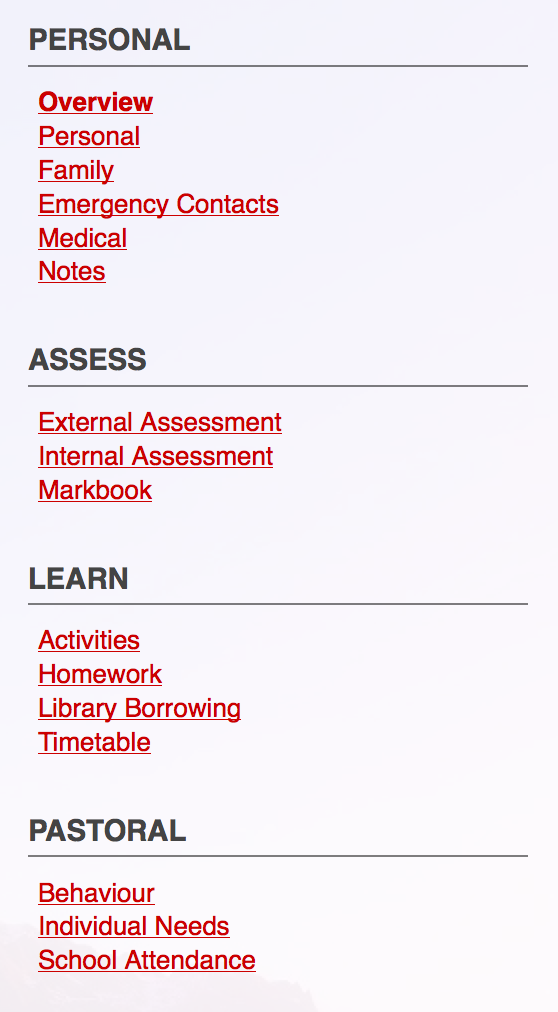 PERSONAL
Overview
Personal
Family
Emergency Contacts
Medical
Notes
ASSESS
External Assessment
Internal Assessment
Markbook
LEARN
Activities
Homework
Library Borrowing
Timetable
PASTORAL
Behaviour
Individual Needs
School Attendance